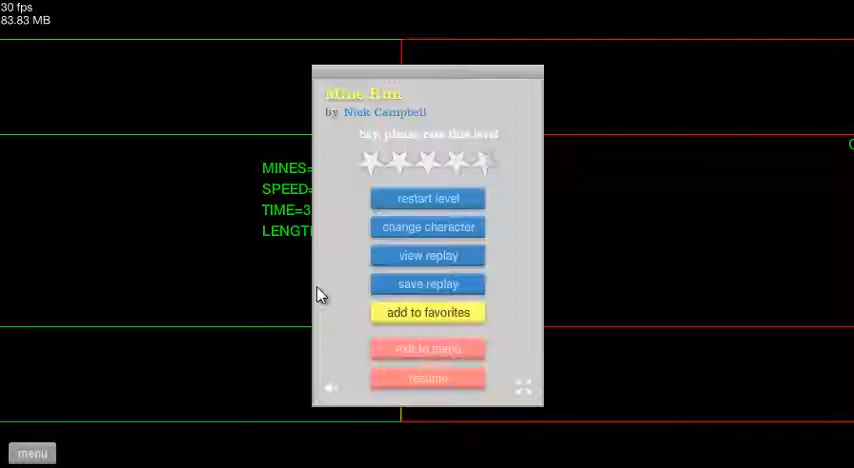 30 fps
83.83 MB
Mine Run
by Nick Campbell
hey, please rate this level
MINES=
SPEED=
TIME=3
LENGT
restart level
change character
view replay
save replay
add to favorites
exit to menu
resume
menu